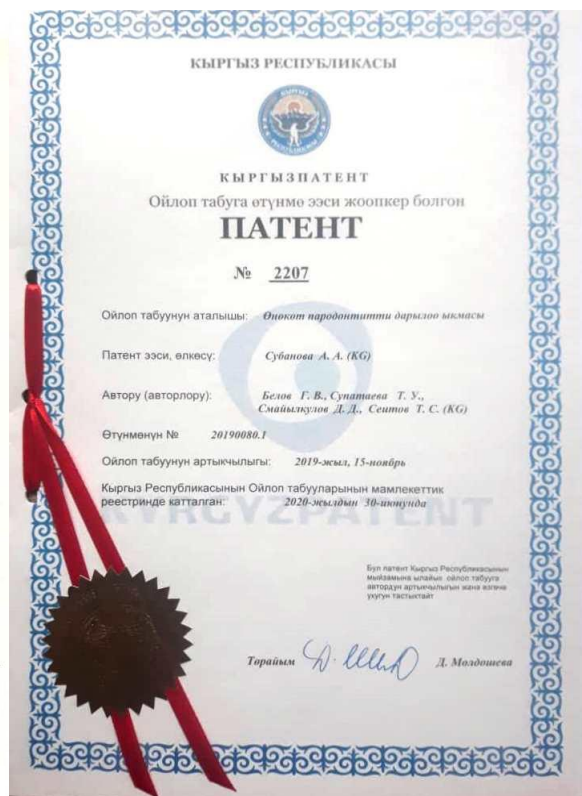 КЫРГЫЗ РЕСПУБЛИКАСЫ
КЫРГЫЗПАТЕНТ
Ойлоп табуга өтүнмө ээси жоопкер болгон
ПАТЕНТ
№ 2207
Ойлоп табуунун аталышы: Өнөкөт пародонтитти дарылоо ыкмасы
Патент ээси, өлкөсү: Субанова А. А. (KG)
Автору (авторлору): Белов Г. В., Супатаева Т. У.,
Смайылкулов Д. Д., Сеитов Т. С. (KG)
Өтүнмөнүн № 20190080.1
Ойлоп табуунун артыкчылыгы: 2019-жыл, 15-ноябрь
Кыргыз Республикасынын Ойлоп табууларынын мамлекеттик
реестринде катталган: 2020-жылдын 30-июнунда
KYRGYZPATENT
Бул патент Кыргыз Республикасынын
мыйзамына ылайык ойлоп табууга
автордун артыкчылыгын жана өзгөчө
укугун тастыктайт
Төрайым Д. Молдошева